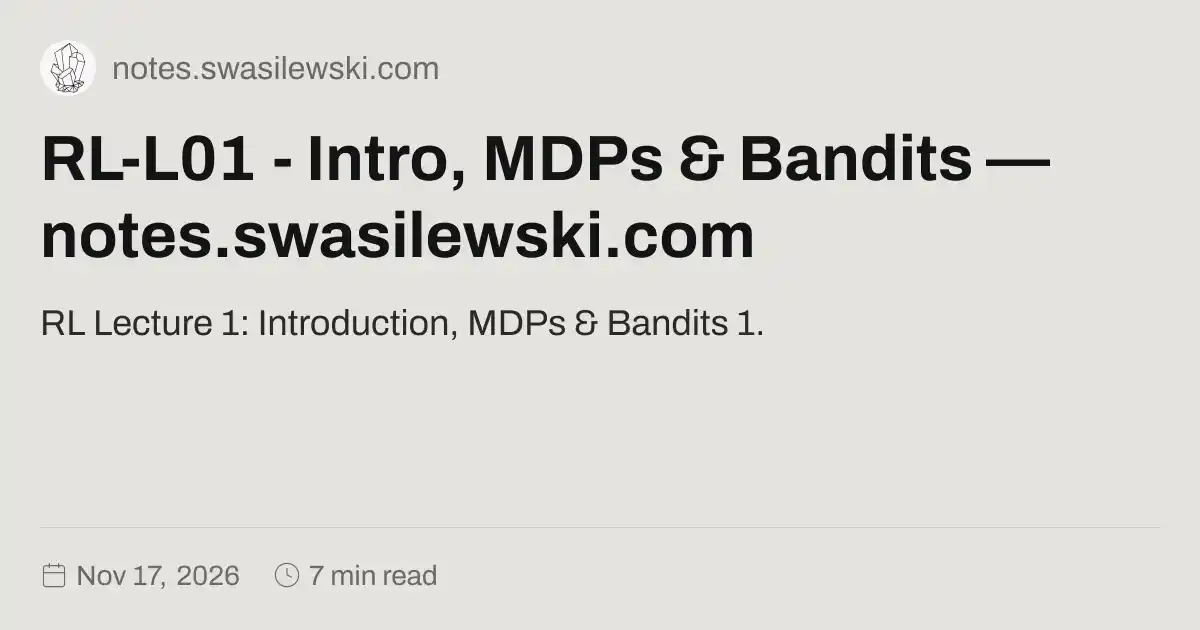 notes.swasilewski.com
RL-L01 - Intro, MDPs & Bandits —
notes.swasilewski.com
RL Lecture 1: Introduction, MDPs & Bandits 1.
Nov 17, 2026 7 min read